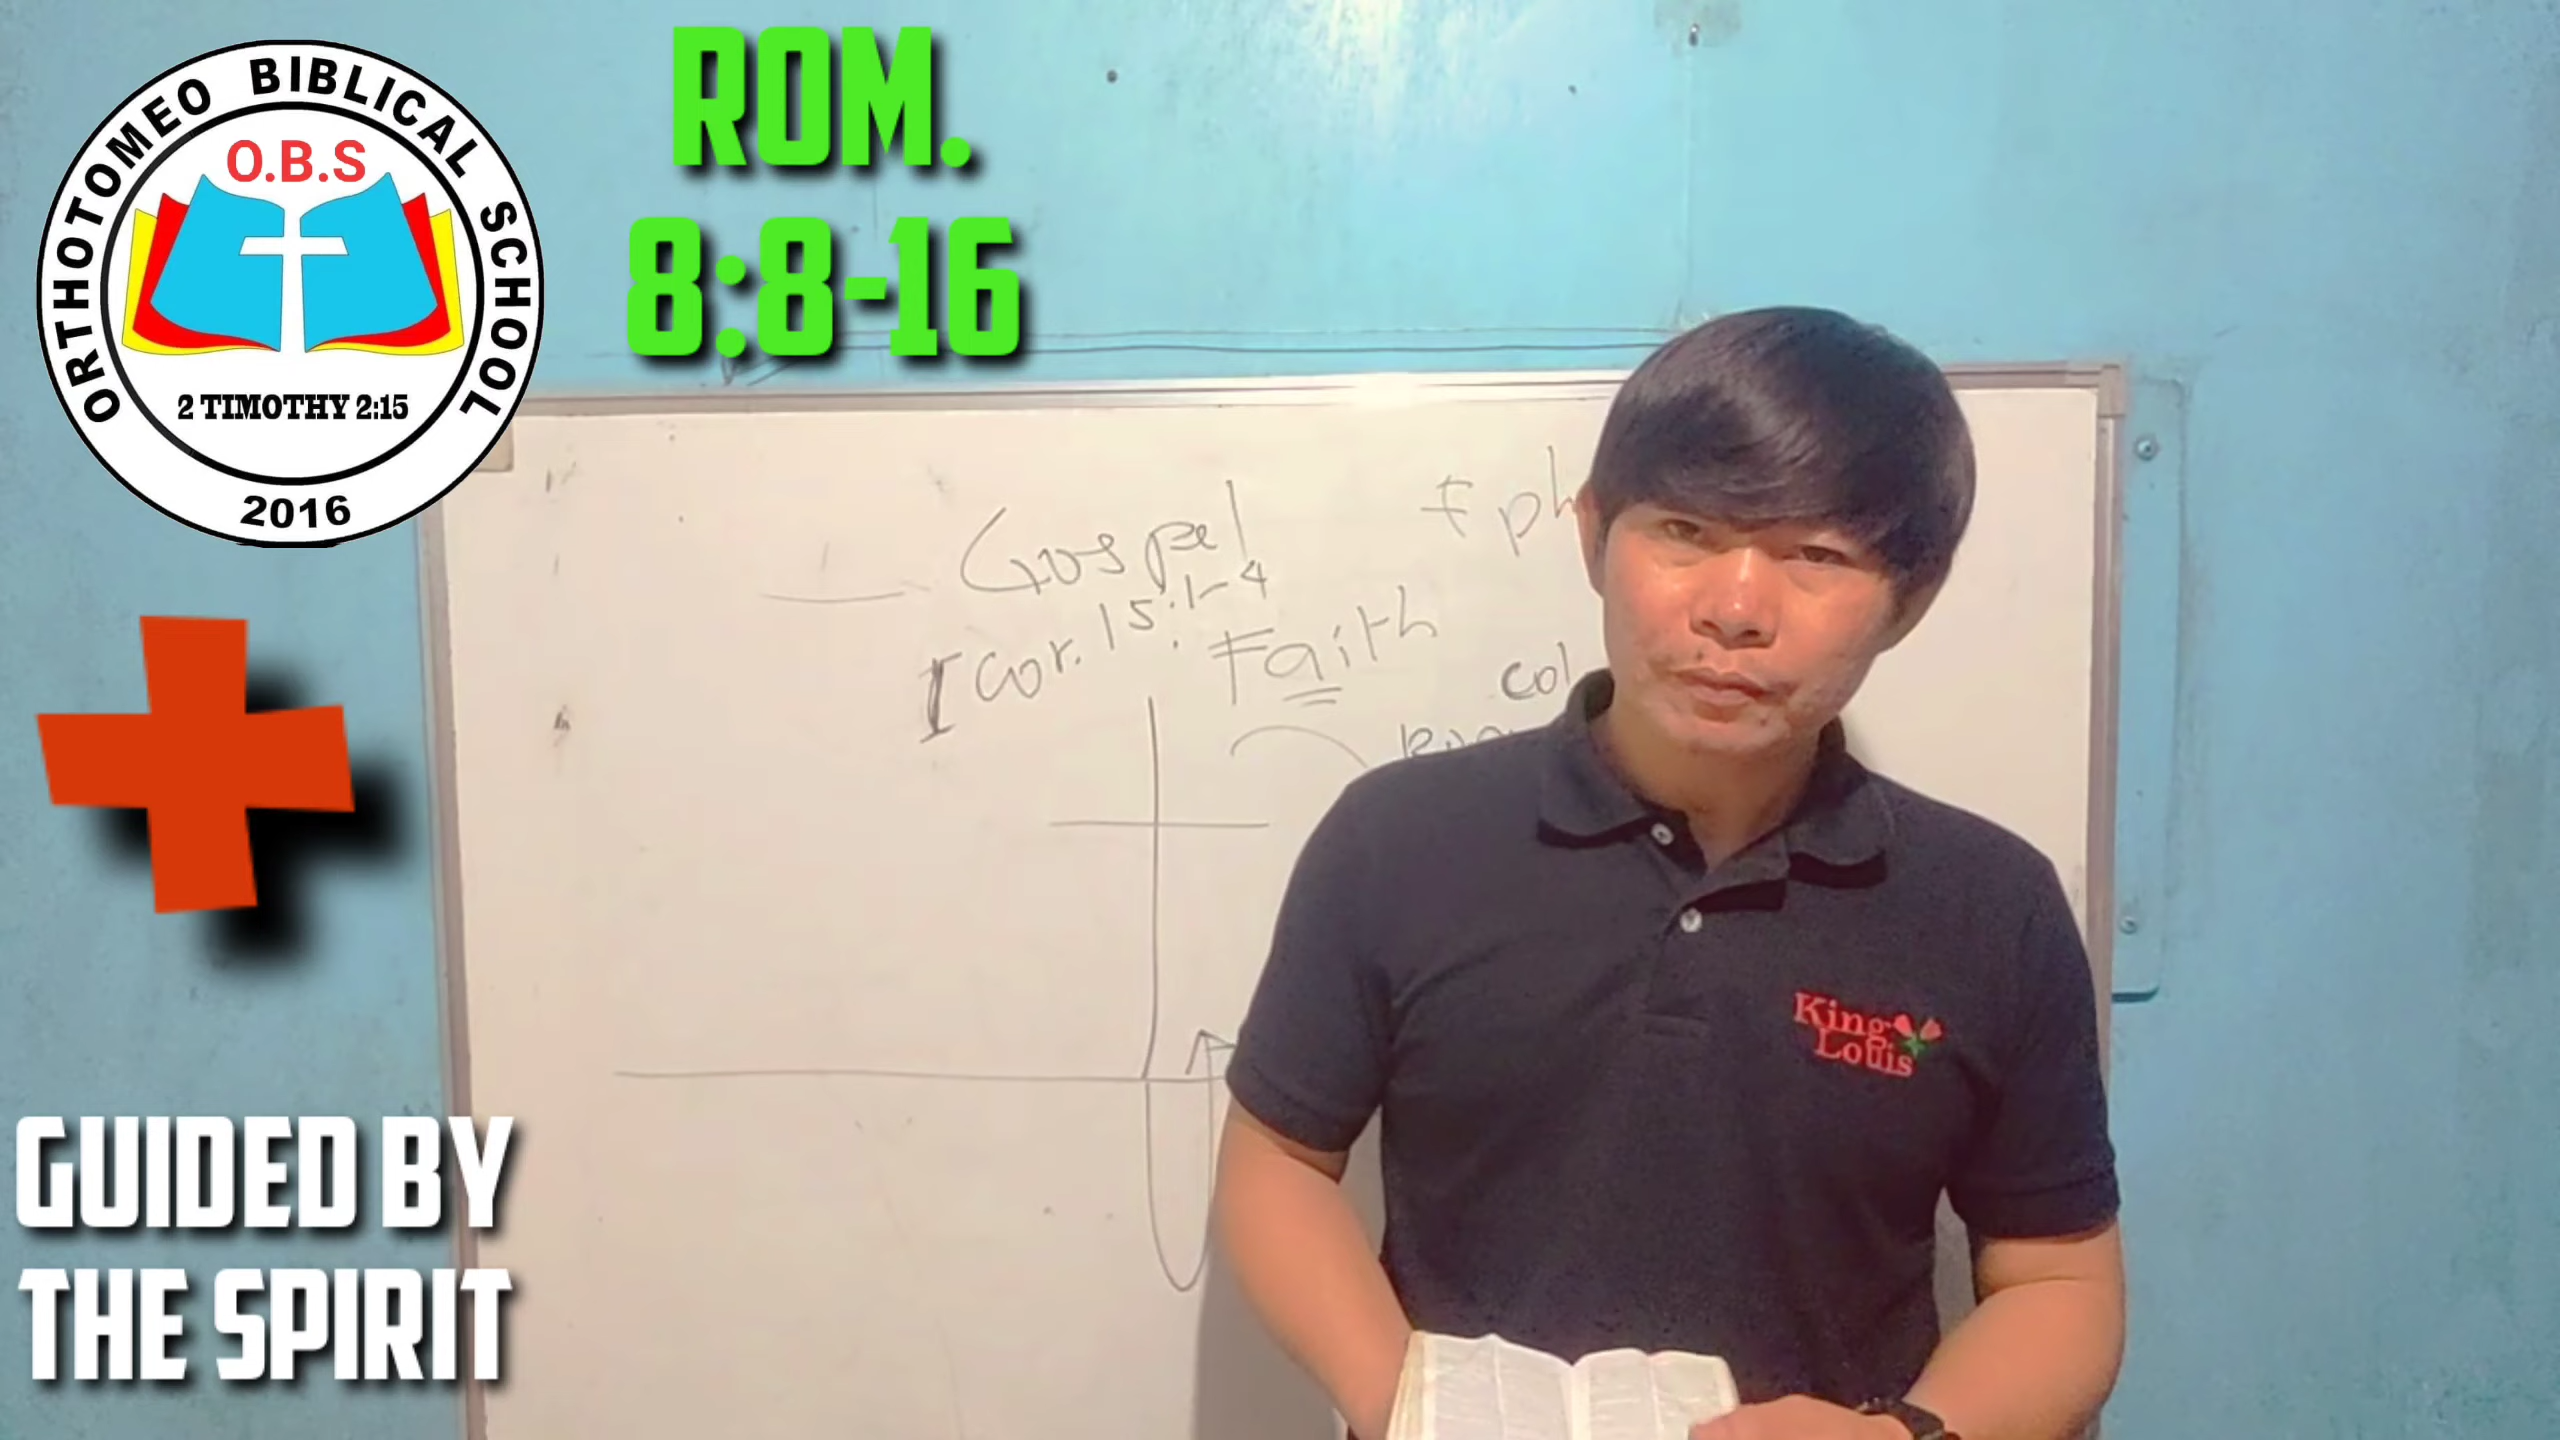 ORTHOTOMEO BIBLICAL SCHOOL
O.B.S
2 TIMOTHY 2:15
2016
ROM.
8:8-16
Gospel
I Cor. 15:1-4
Faith
Eph
Col
King
Louis
GUIDED BY
THE SPIRIT